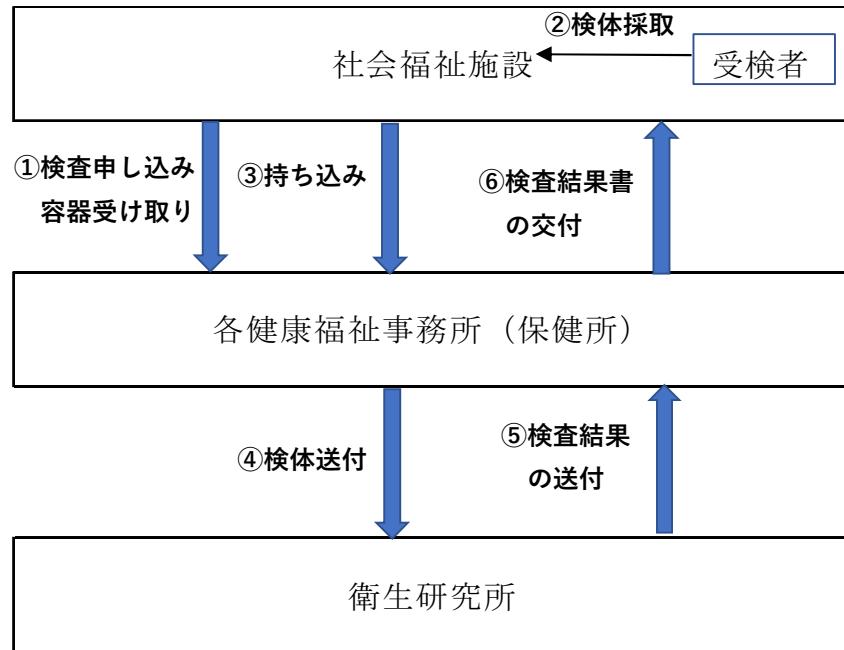 ②検体採取
社会福祉施設
受検者
①検査申し込み
容器受け取り
③持ち込み
⑥検査結果書
の交付
各健康福祉事務所（保健所）
④検体送付
⑤検査結果
の送付
衛生研究所